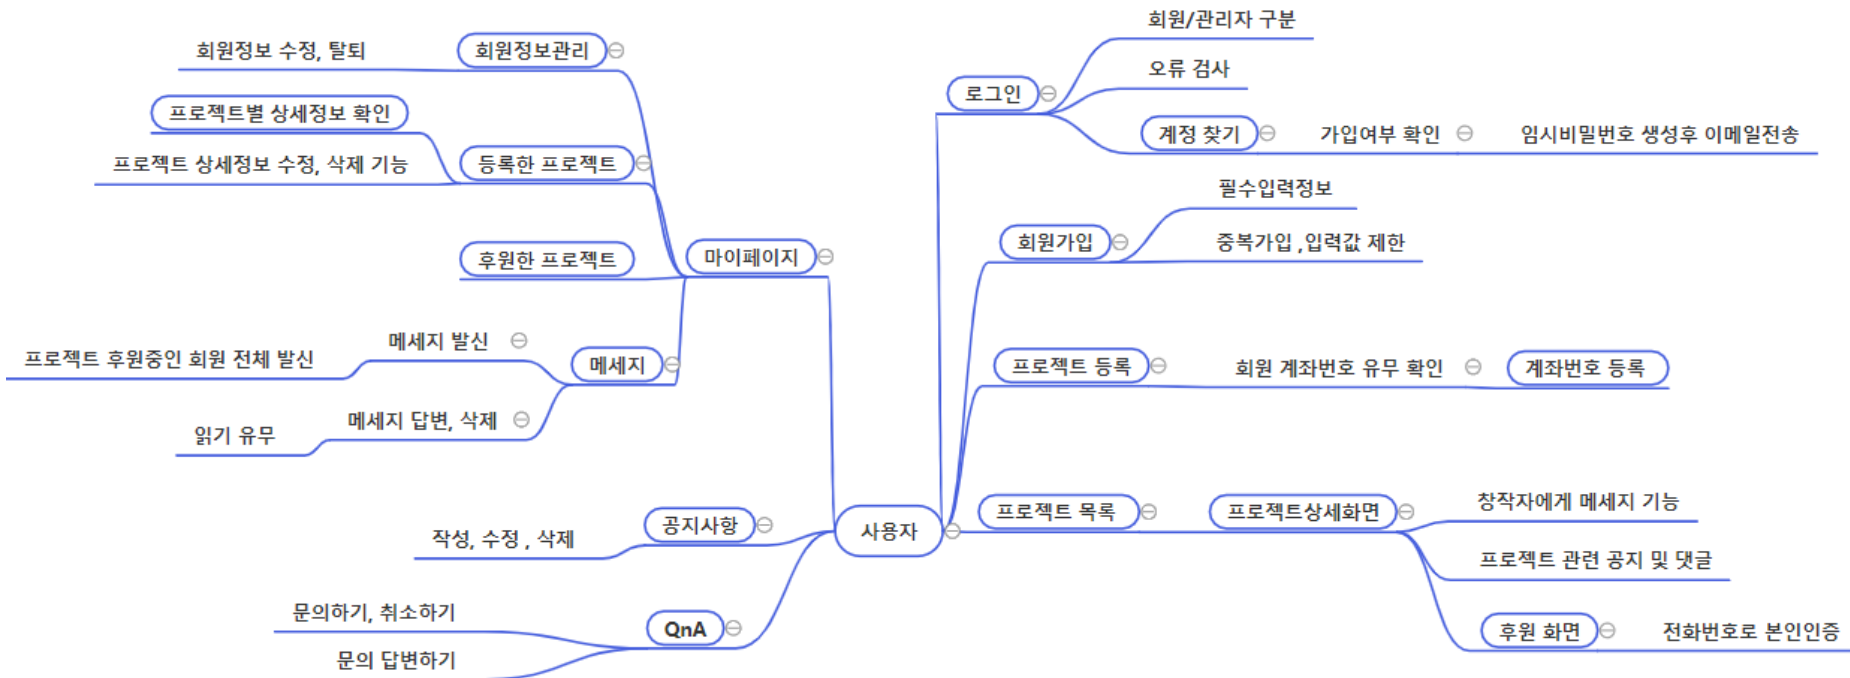 회원정보 수정, 탈퇴
회원정보관리
프로젝트별 상세정보 확인
프로젝트 상세정보 수정, 삭제 기능
등록한 프로젝트
후원한 프로젝트
마이페이지
메세지 발신
프로젝트 후원중인 회원 전체 발신
메세지
메세지 답변, 삭제
읽기 유무
공지사항
작성, 수정 , 삭제
QnA
문의하기, 취소하기
문의 답변하기
사용자
로그인
회원/관리자 구분
오류 검사
계정 찾기
가입여부 확인
임시비밀번호 생성후 이메일전송
회원가입
필수입력정보
중복가입 ,입력값 제한
프로젝트 등록
회원 계좌번호 유무 확인
계좌번호 등록
프로젝트 목록
프로젝트상세화면
창작자에게 메세지 기능
프로젝트 관련 공지 및 댓글
후원 화면
전화번호로 본인인증